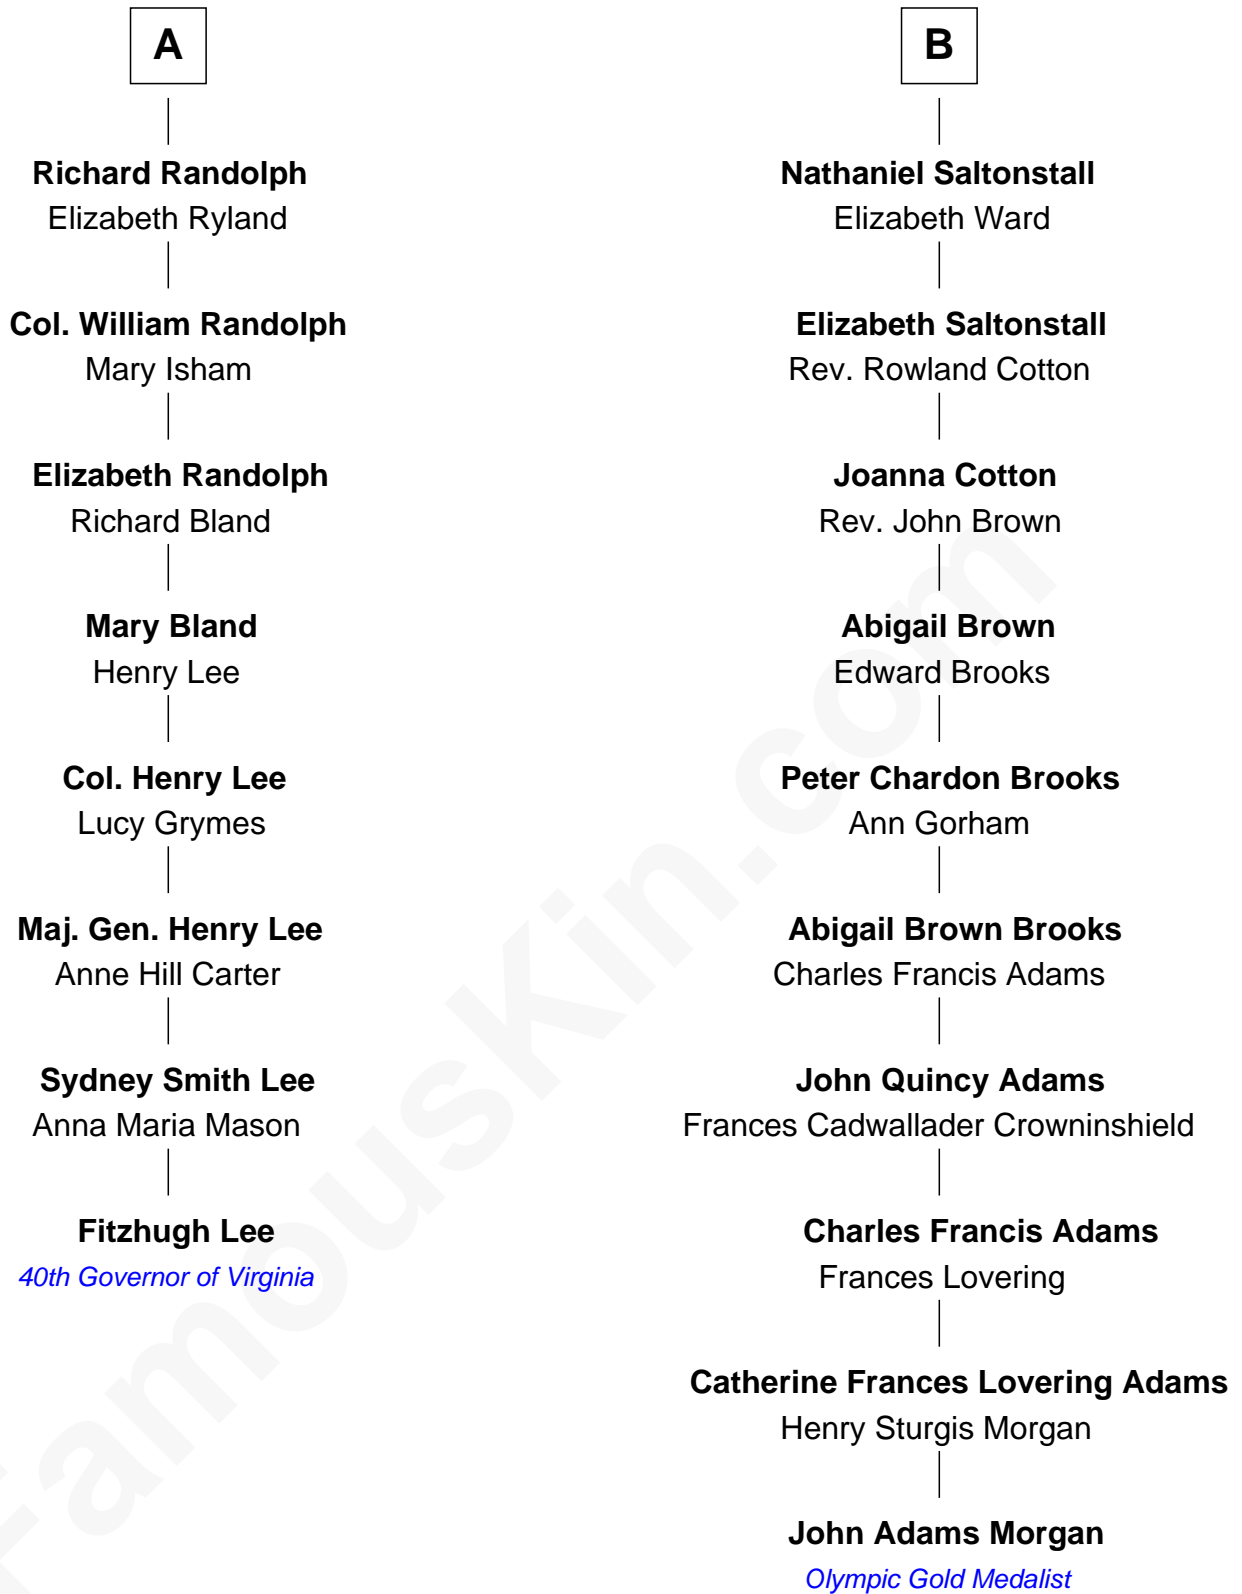 A
Richard Randolph
Elizabeth Ryland
Col. William Randolph
Mary Isham
Elizabeth Randolph
Richard Bland
Mary Bland
Henry Lee
Col. Henry Lee
Lucy Grymes
Maj. Gen. Henry Lee
Anne Hill Carter
Sydney Smith Lee
Anna Maria Mason
Fitzhugh Lee
40th Governor of Virginia
B
Nathaniel Saltonstall
Elizabeth Ward
Elizabeth Saltonstall
Rev. Rowland Cotton
Joanna Cotton
Rev. John Brown
Abigail Brown
Edward Brooks
Peter Chardon Brooks
Ann Gorham
Abigail Brown Brooks
Charles Francis Adams
John Quincy Adams
Frances Cadwallader Crowninshield
Charles Francis Adams
Frances Lovering
Catherine Frances Lovering Adams
Henry Sturgis Morgan
John Adams Morgan
Olympic Gold Medalist
FamousKin.com